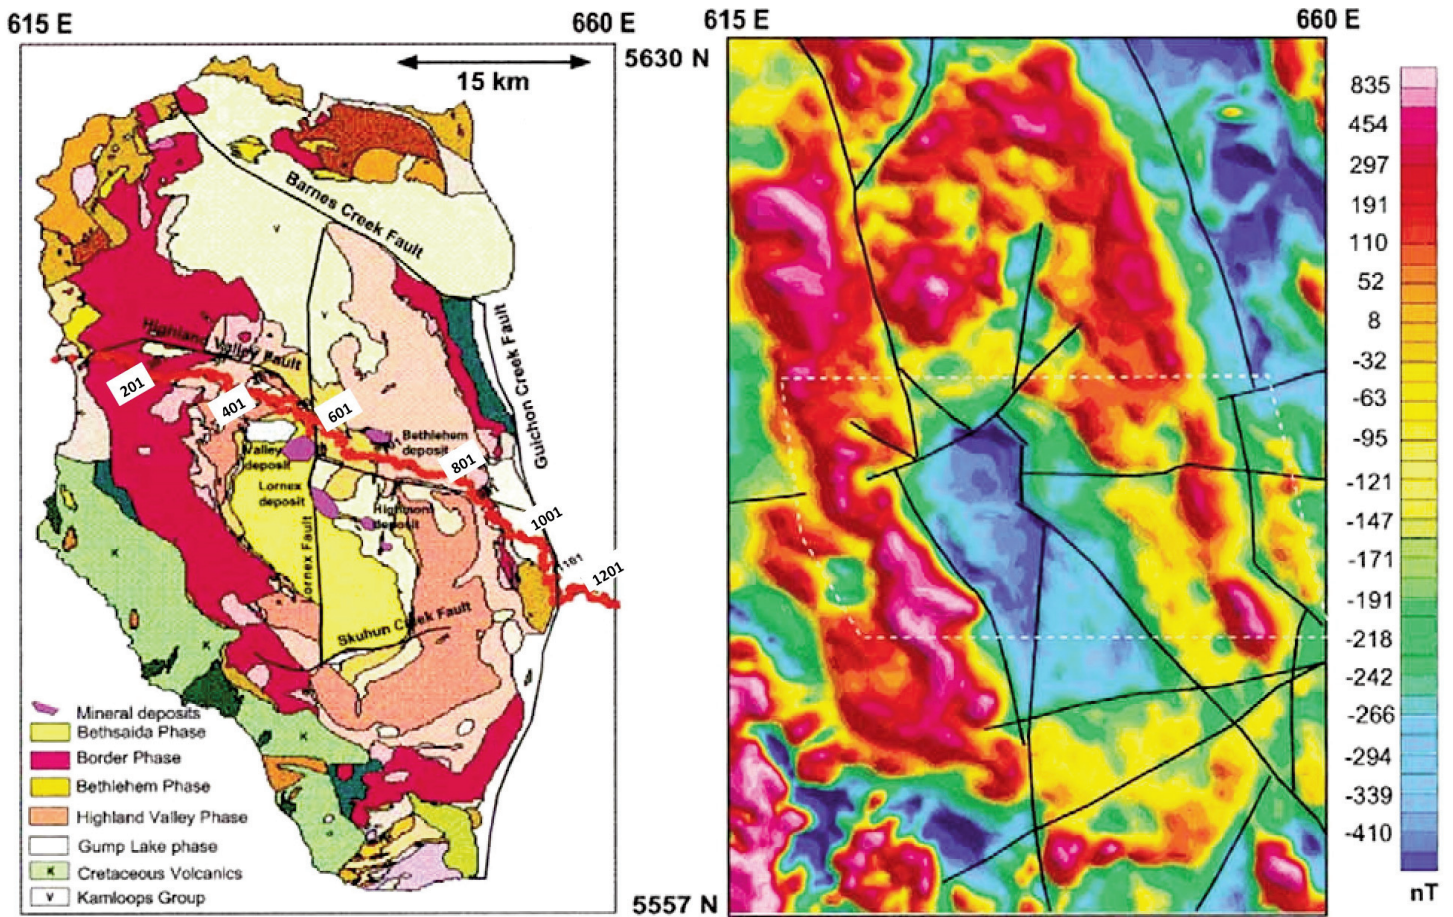 615 E
660 E
615 E
660 E
5630 N
15 km
Barnes Creek Fault
v
Highland Valley Fault
v
Guichon Creek Fault
201
401
601
801
1001
1201
1101
Bethlehem
deposit
Valley
deposit
Lornex
deposit
Highmont
deposit
Lornex Fault
Skuhun Creek Fault
K
K
K
K
Mineral deposits
Bethsaida Phase
Border Phase
Bethlehem Phase
Highland Valley Phase
Gump Lake phase
K Cretaceous Volcanics
v Kamloops Group
5557 N
835
454
297
191
110
52
8
-32
-63
-95
-121
-147
-171
-191
-218
-242
-266
-294
-339
-410
nT